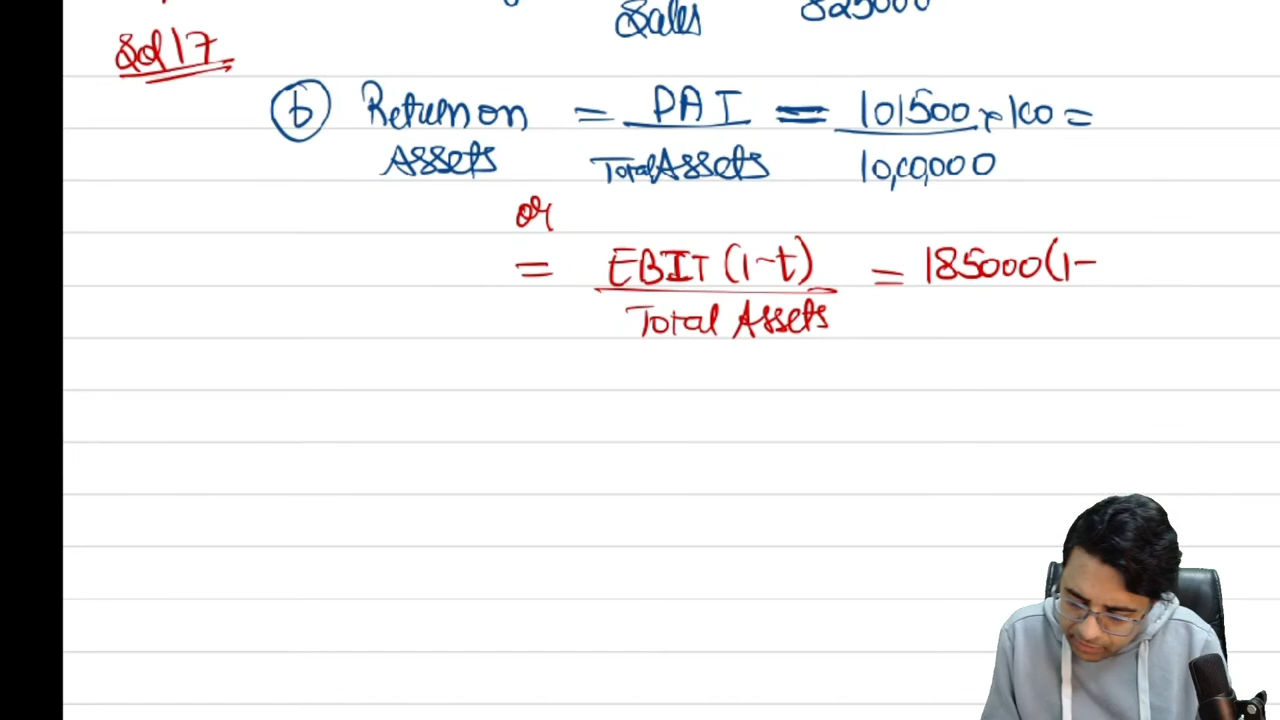 Sales 825000
Sol 17
b Return on Assets = PAT / Total Assets = 101500 / 10,00,000 × 100 =
or
= EBIT (1-t) / Total Assets = 185000(1-